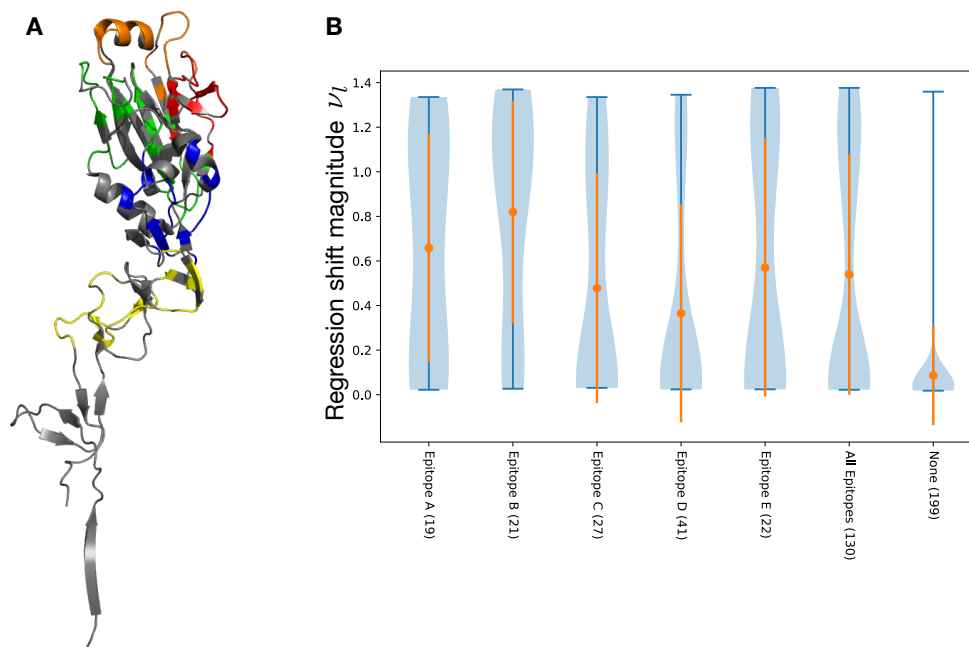 A
B
Regression shift magnitude νl
1.4
1.2
1.0
0.8
0.6
0.4
0.2
0.0
Epitope A (19)
Epitope B (21)
Epitope C (27)
Epitope D (41)
Epitope E (22)
All Epitopes (130)
None (199)